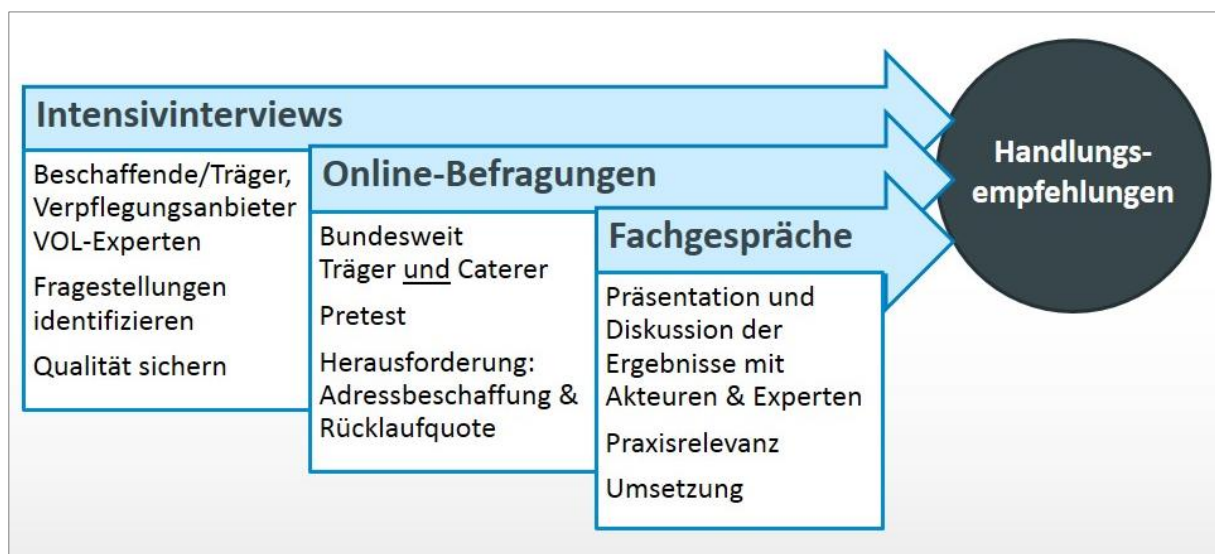 Intensivinterviews
Beschaffende/Träger,
Verpflegungsanbieter
VOL-Experten
Fragestellungen
identifizieren
Qualität sichern
Online-Befragungen
Bundesweit
Träger und Caterer
Pretest
Herausforderung:
Adressbeschaffung &
Rücklaufquote
Fachgespräche
Präsentation und
Diskussion der
Ergebnisse mit
Akteuren & Experten
Praxisrelevanz
Umsetzung
Handlungs-
empfehlungen